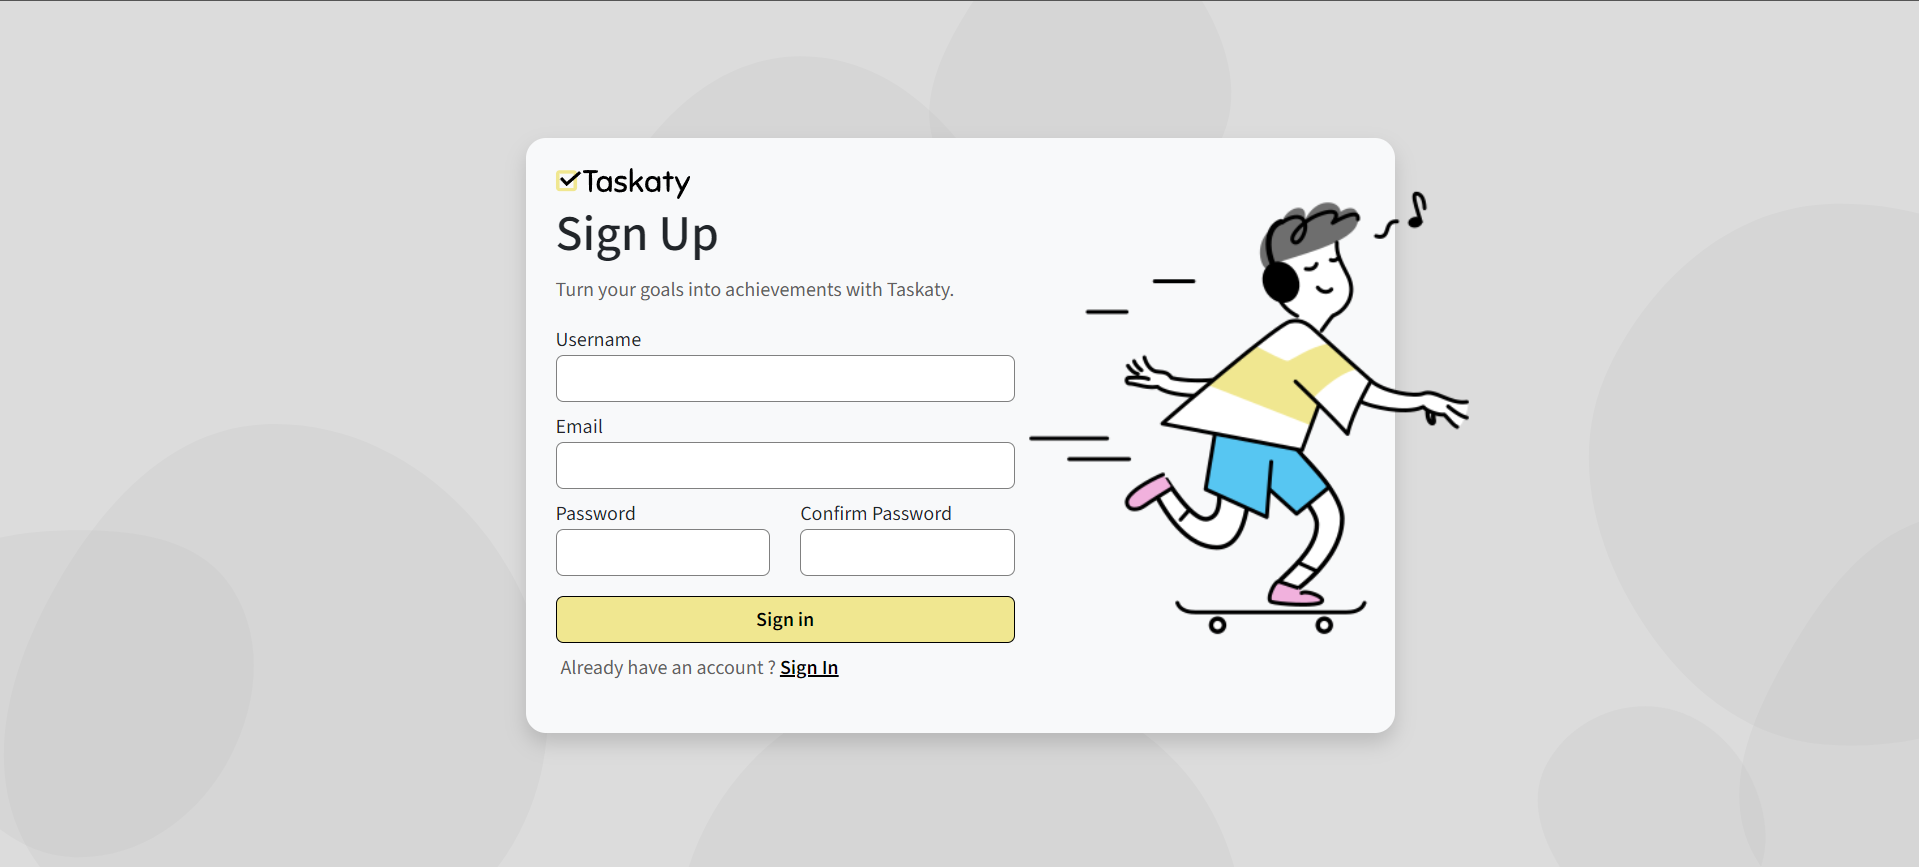 Taskaty
Sign Up
Turn your goals into achievements with Taskaty.
Username
Email
Password Confirm Password
Sign in
Already have an account ? Sign In